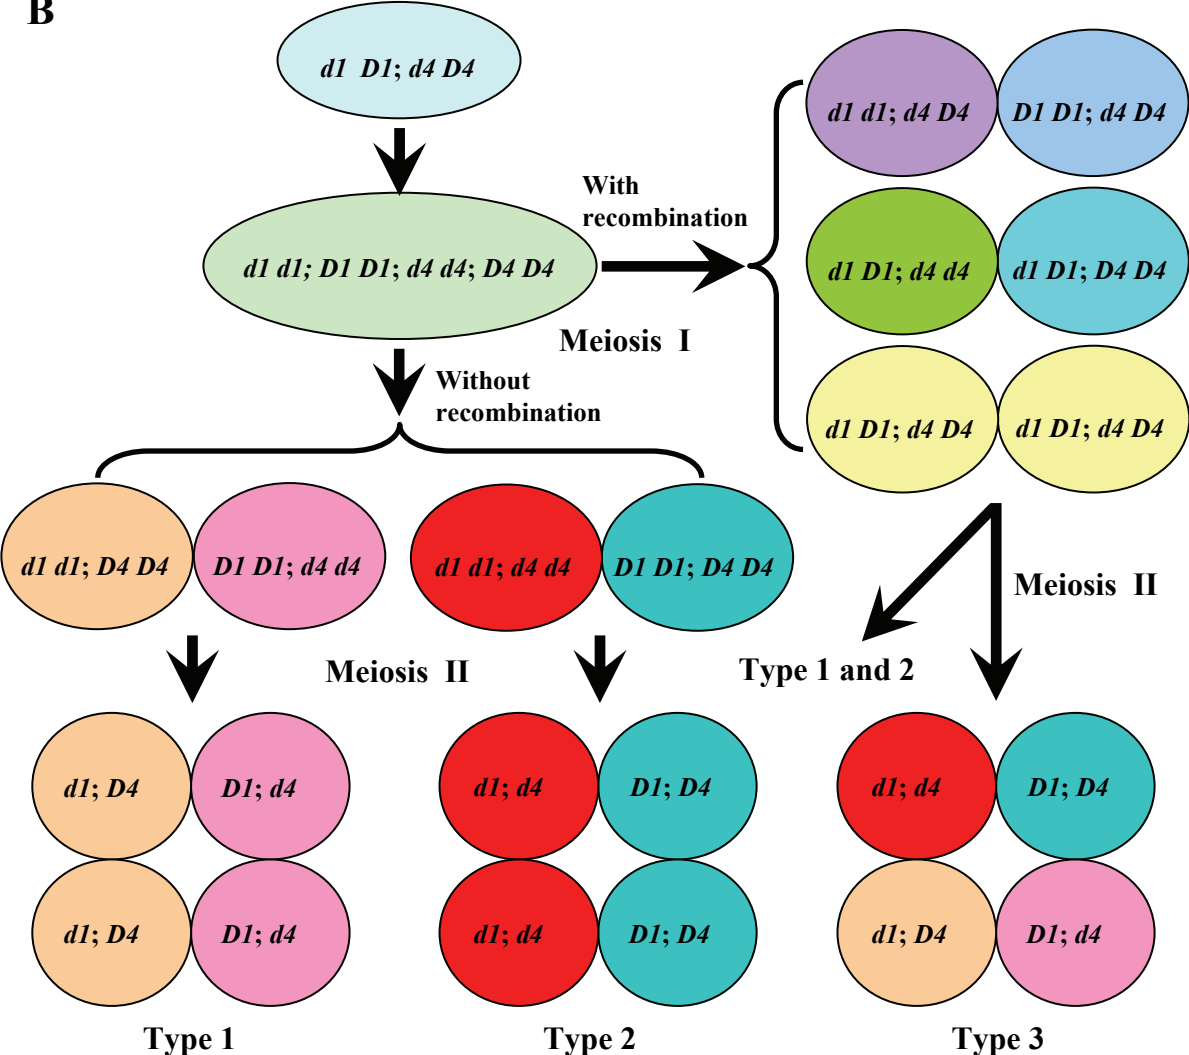 B
d1 D1; d4 D4
d1 d1; d4 D4
D1 D1; d4 D4
With
recombination
d1 d1; D1 D1; d4 d4; D4 D4
d1 D1; d4 d4
d1 D1; D4 D4
Meiosis I
Without
recombination
d1 D1; d4 D4
d1 D1; d4 D4
d1 d1; D4 D4
D1 D1; d4 d4
d1 d1; d4 d4
D1 D1; D4 D4
Meiosis II
Meiosis II
Type 1 and 2
d1; D4
D1; d4
d1; d4
D1; D4
d1; d4
D1; D4
d1; D4
D1; d4
d1; d4
D1; D4
d1; D4
D1; d4
Type 1
Type 2
Type 3